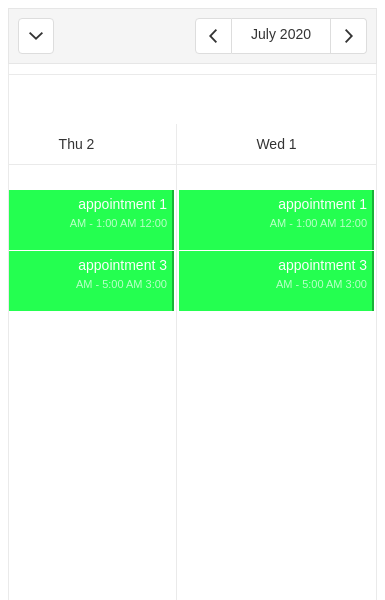 July 2020
Wed 1
Thu 2
appointment 1
AM - 1:00 AM 12:00
appointment 3
AM - 5:00 AM 3:00
appointment 1
AM - 1:00 AM 12:00
appointment 3
AM - 5:00 AM 3:00